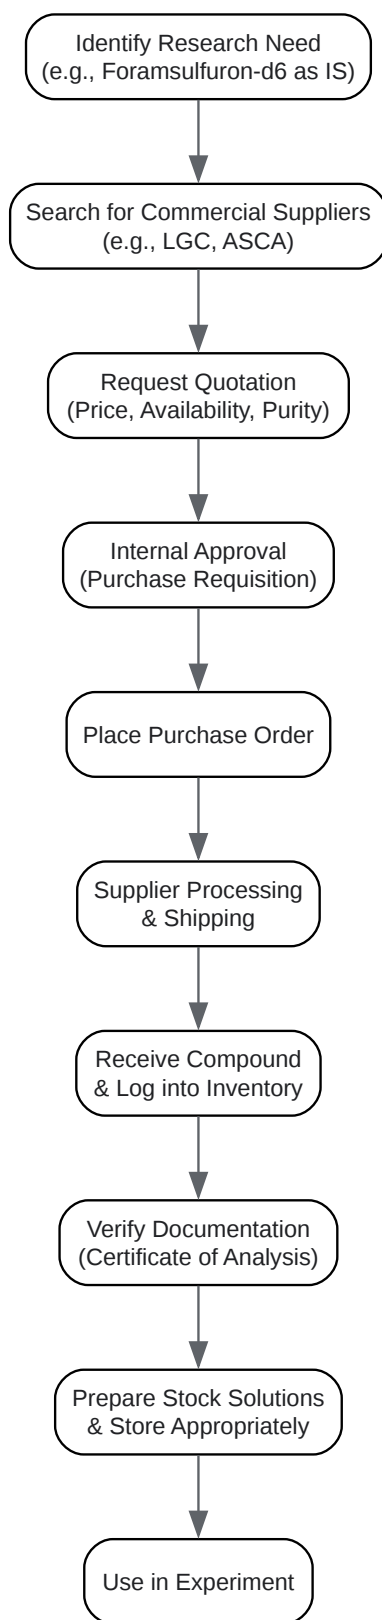 Identify Research Need
(e.g., Foramsulfuron-d6 as IS)
Search for Commercial Suppliers
(e.g., LGC, ASCA)
Request Quotation
(Price, Availability, Purity)
Internal Approval
(Purchase Requisition)
Place Purchase Order
Supplier Processing
& Shipping
Receive Compound
& Log into Inventory
Verify Documentation
(Certificate of Analysis)
Prepare Stock Solutions
& Store Appropriately
Use in Experiment